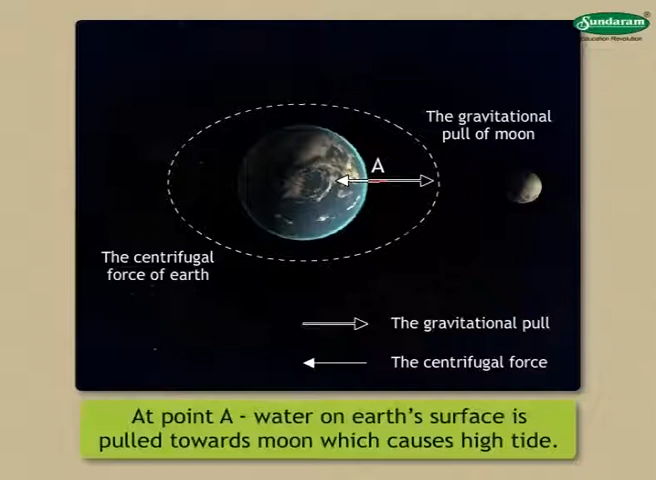 Sundaram
Education Revolution
The gravitational
pull of moon
A
The centrifugal
force of earth
The gravitational pull
The centrifugal force
At point A - water on earth's surface is
pulled towards moon which causes high tide.